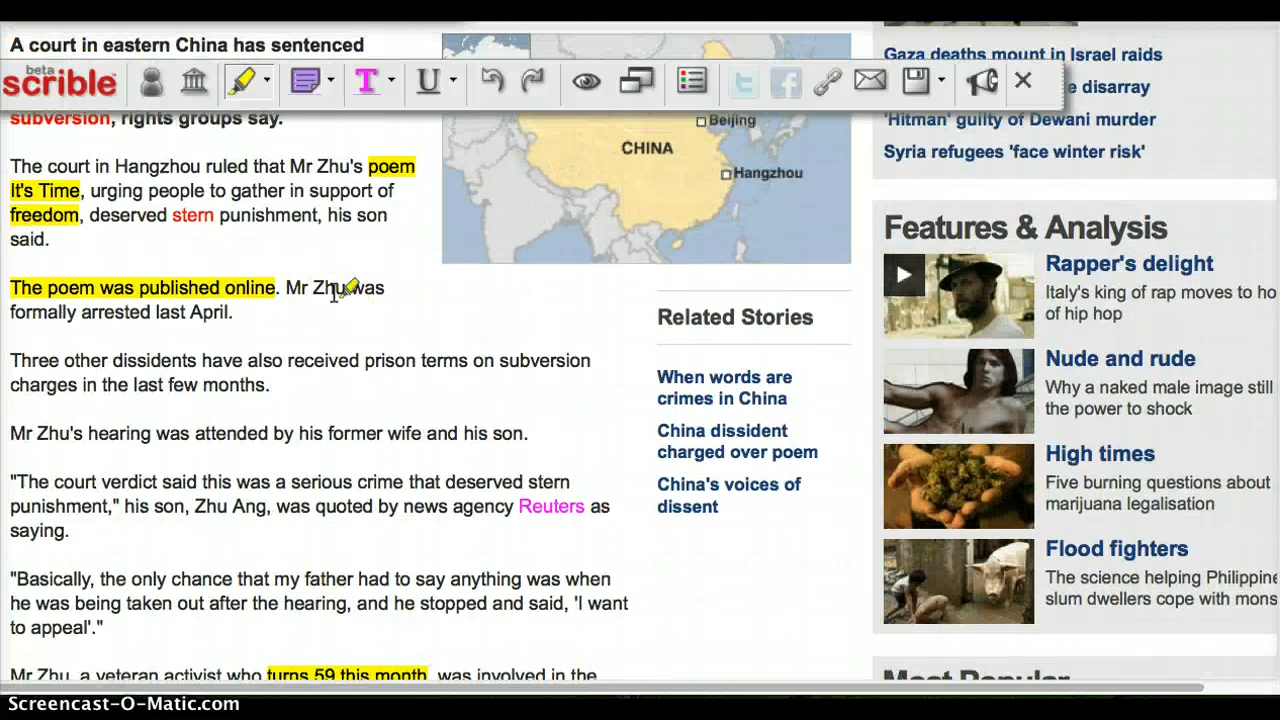 A court in eastern China has sentenced
beta
scrible
T
U
subversion, rights groups say.
The court in Hangzhou ruled that Mr Zhu's poem
It's Time, urging people to gather in support of
freedom, deserved stern punishment, his son
said.
The poem was published online. Mr Zhu was
formally arrested last April.
Three other dissidents have also received prison terms on subversion
charges in the last few months.
Mr Zhu's hearing was attended by his former wife and his son.
"The court verdict said this was a serious crime that deserved stern
punishment," his son, Zhu Ang, was quoted by news agency Reuters as
saying.
"Basically, the only chance that my father had to say anything was when
he was being taken out after the hearing, and he stopped and said, 'I want
to appeal'."
Mr Zhu, a veteran activist who turns 59 this month, was involved in the
Beijing
CHINA
Hangzhou
Related Stories
When words are
crimes in China
China dissident
charged over poem
China's voices of
dissent
Gaza deaths mount in Israel raids
e disarray
'Hitman' guilty of Dewani murder
Syria refugees 'face winter risk'
Features & Analysis
Rapper's delight
Italy's king of rap moves to ho
of hip hop
Nude and rude
Why a naked male image still
the power to shock
High times
Five burning questions about
marijuana legalisation
Flood fighters
The science helping Philippine
slum dwellers cope with mons
Most Popular
Screencast-O-Matic.com